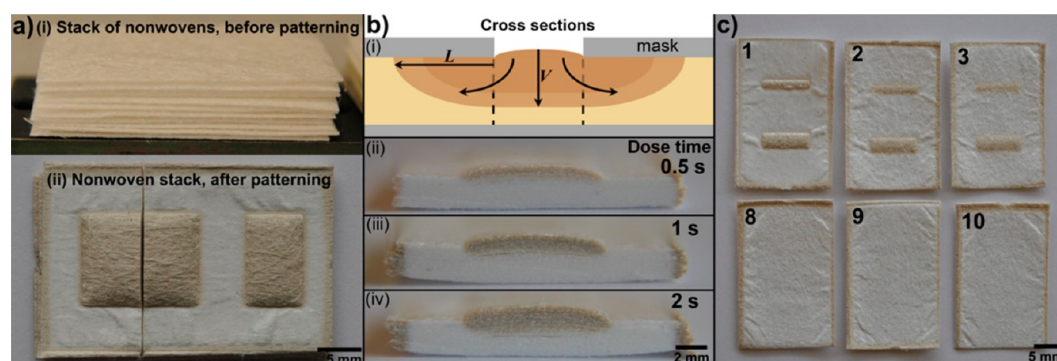 a)
(i) Stack of nonwovens, before patterning
(ii) Nonwoven stack, after patterning
5 mm
b)
Cross sections
(i)
mask
L
V
(ii)
Dose time
0.5 s
(iii)
1 s
(iv)
2 s
2 mm
c)
1
2
3
8
9
10
5 mm